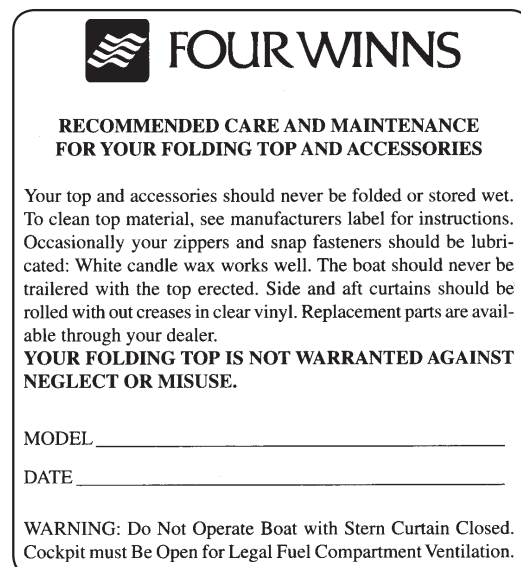 FOUR WINNS
RECOMMENDED CARE AND MAINTENANCE
FOR YOUR FOLDING TOP AND ACCESSORIES
Your top and accessories should never be folded or stored wet.
To clean top material, see manufacturers label for instructions.
Occasionally your zippers and snap fasteners should be lubri-
cated: White candle wax works well. The boat should never be
trailered with the top erected. Side and aft curtains should be
rolled with out creases in clear vinyl. Replacement parts are avail-
able through your dealer.
YOUR FOLDING TOP IS NOT WARRANTED AGAINST
NEGLECT OR MISUSE.
MODEL
DATE
WARNING: Do Not Operate Boat with Stern Curtain Closed.
Cockpit must Be Open for Legal Fuel Compartment Ventilation.